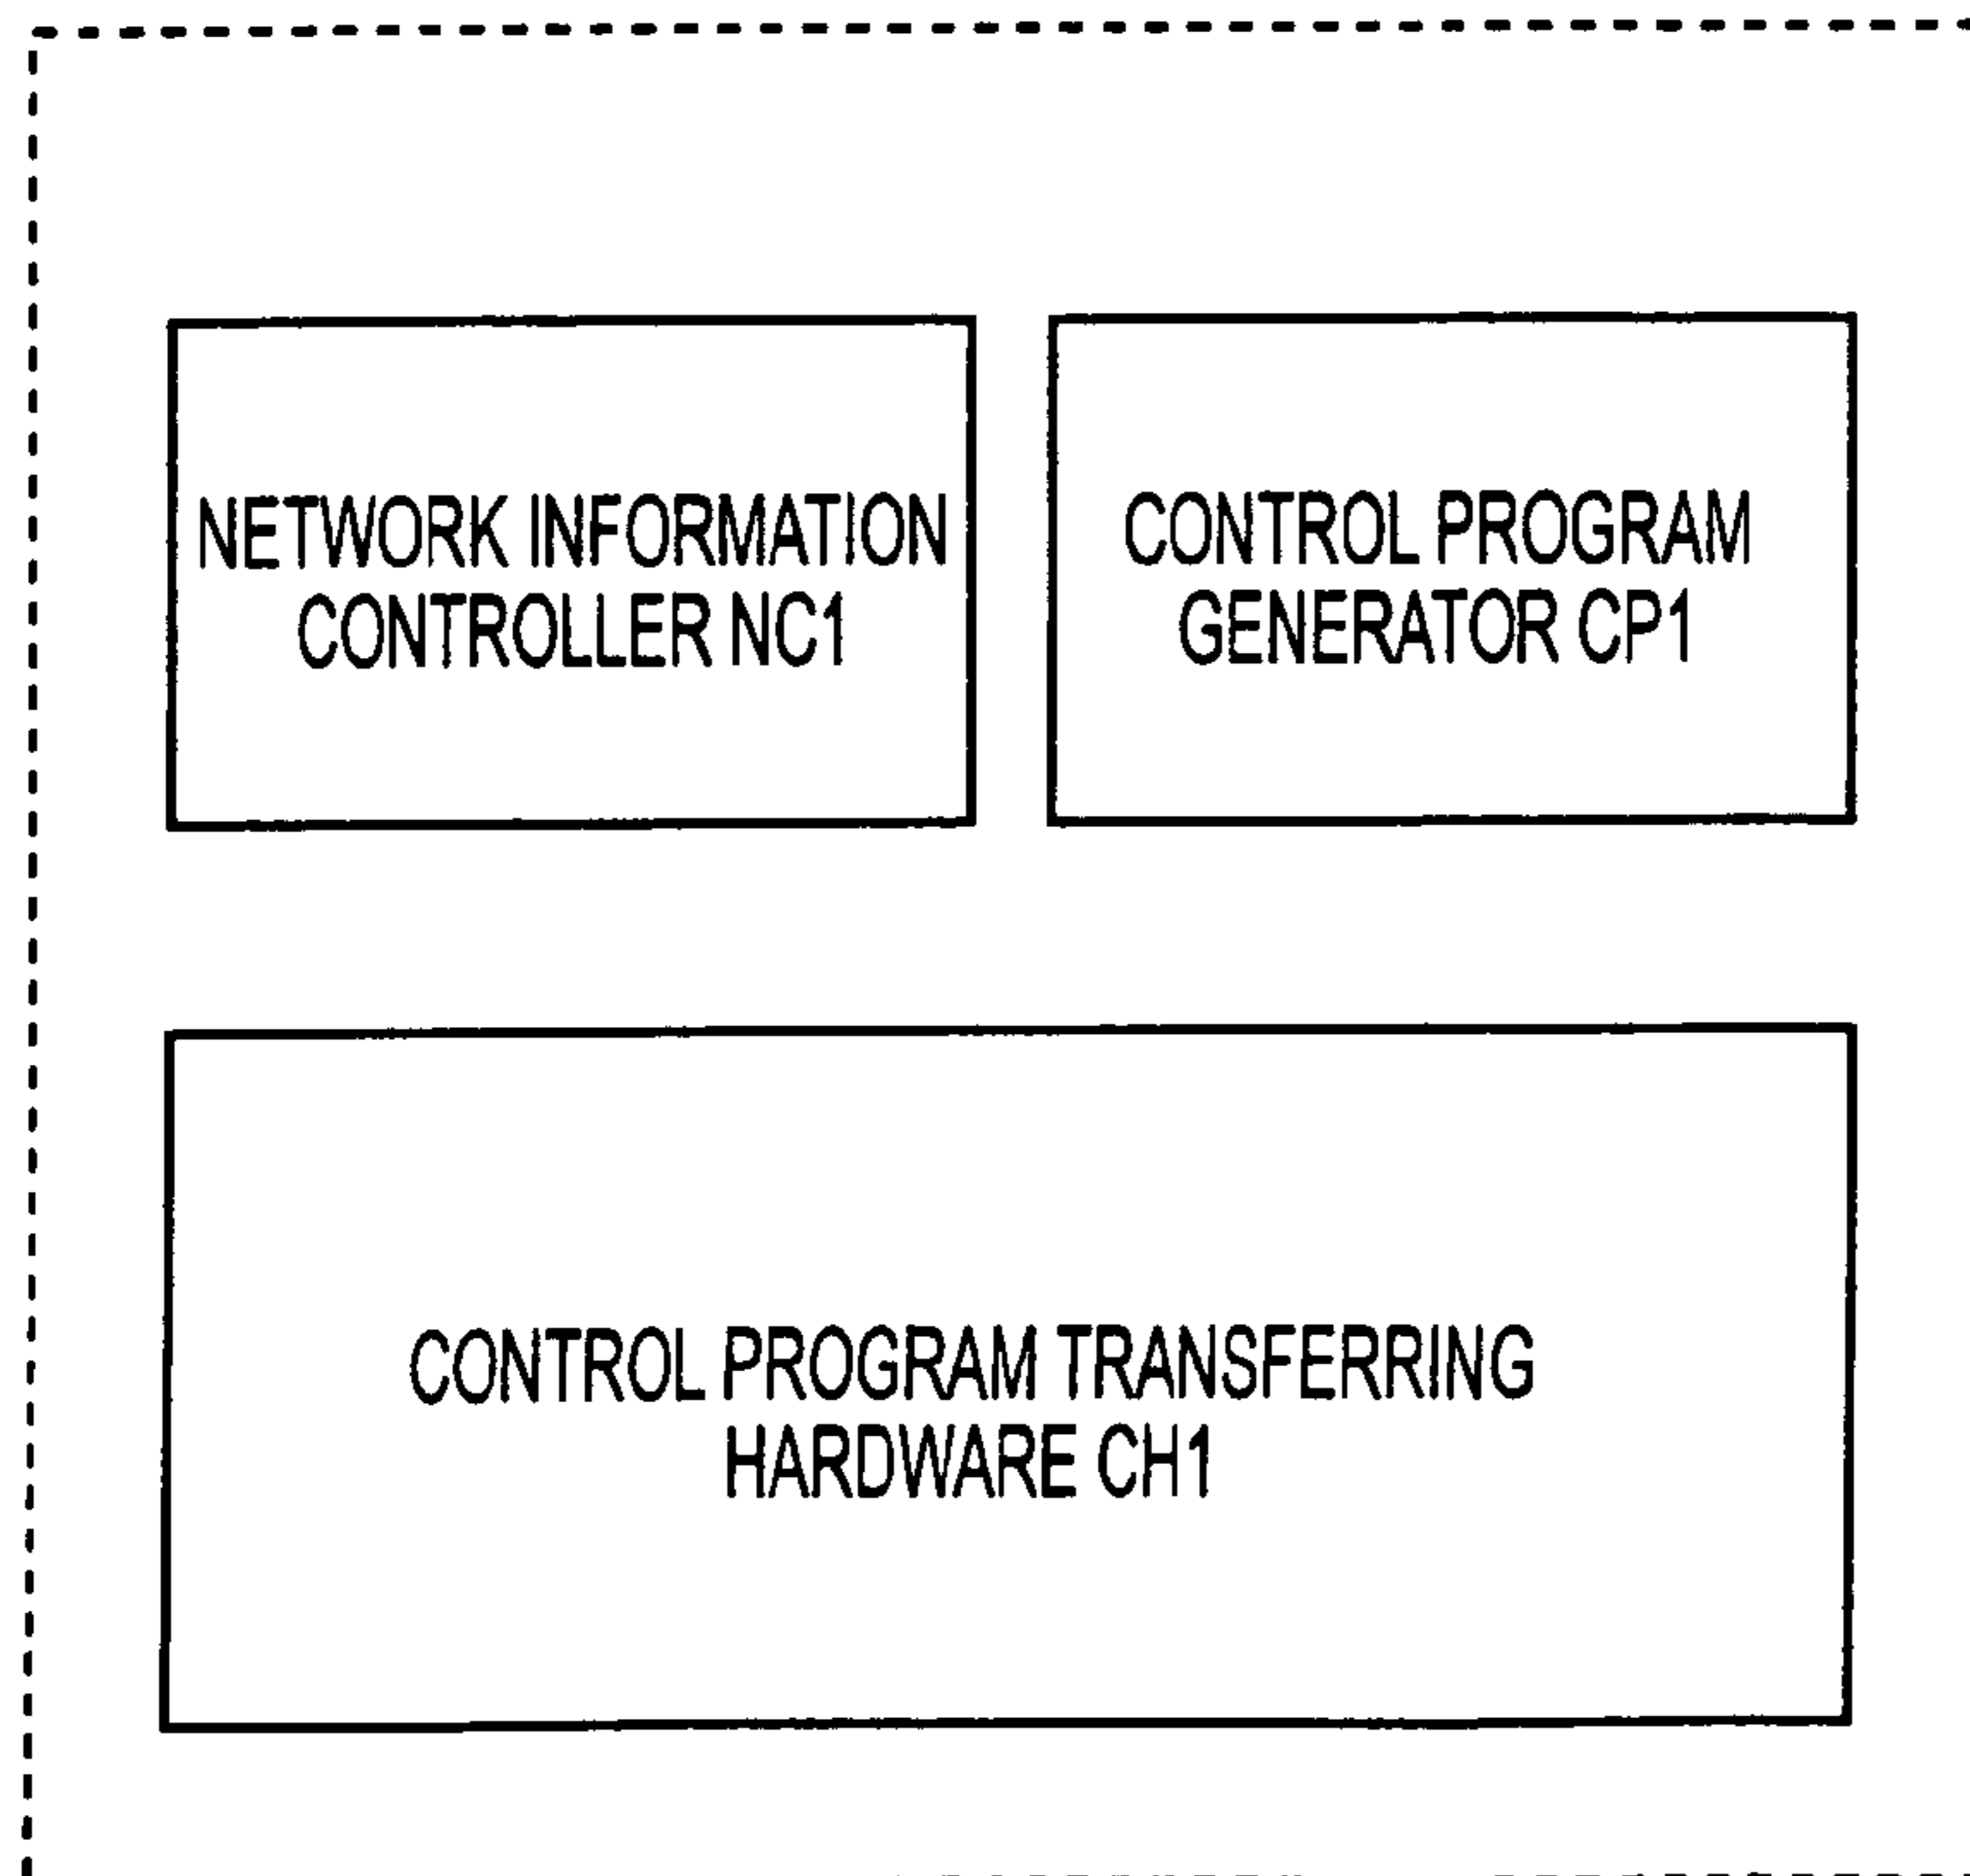 NETWORK INFORMATION
CONTROLLER NC1
CONTROL PROGRAM
GENERATOR CP1
CONTROL PROGRAM TRANSFERRING
HARDWARE CH1